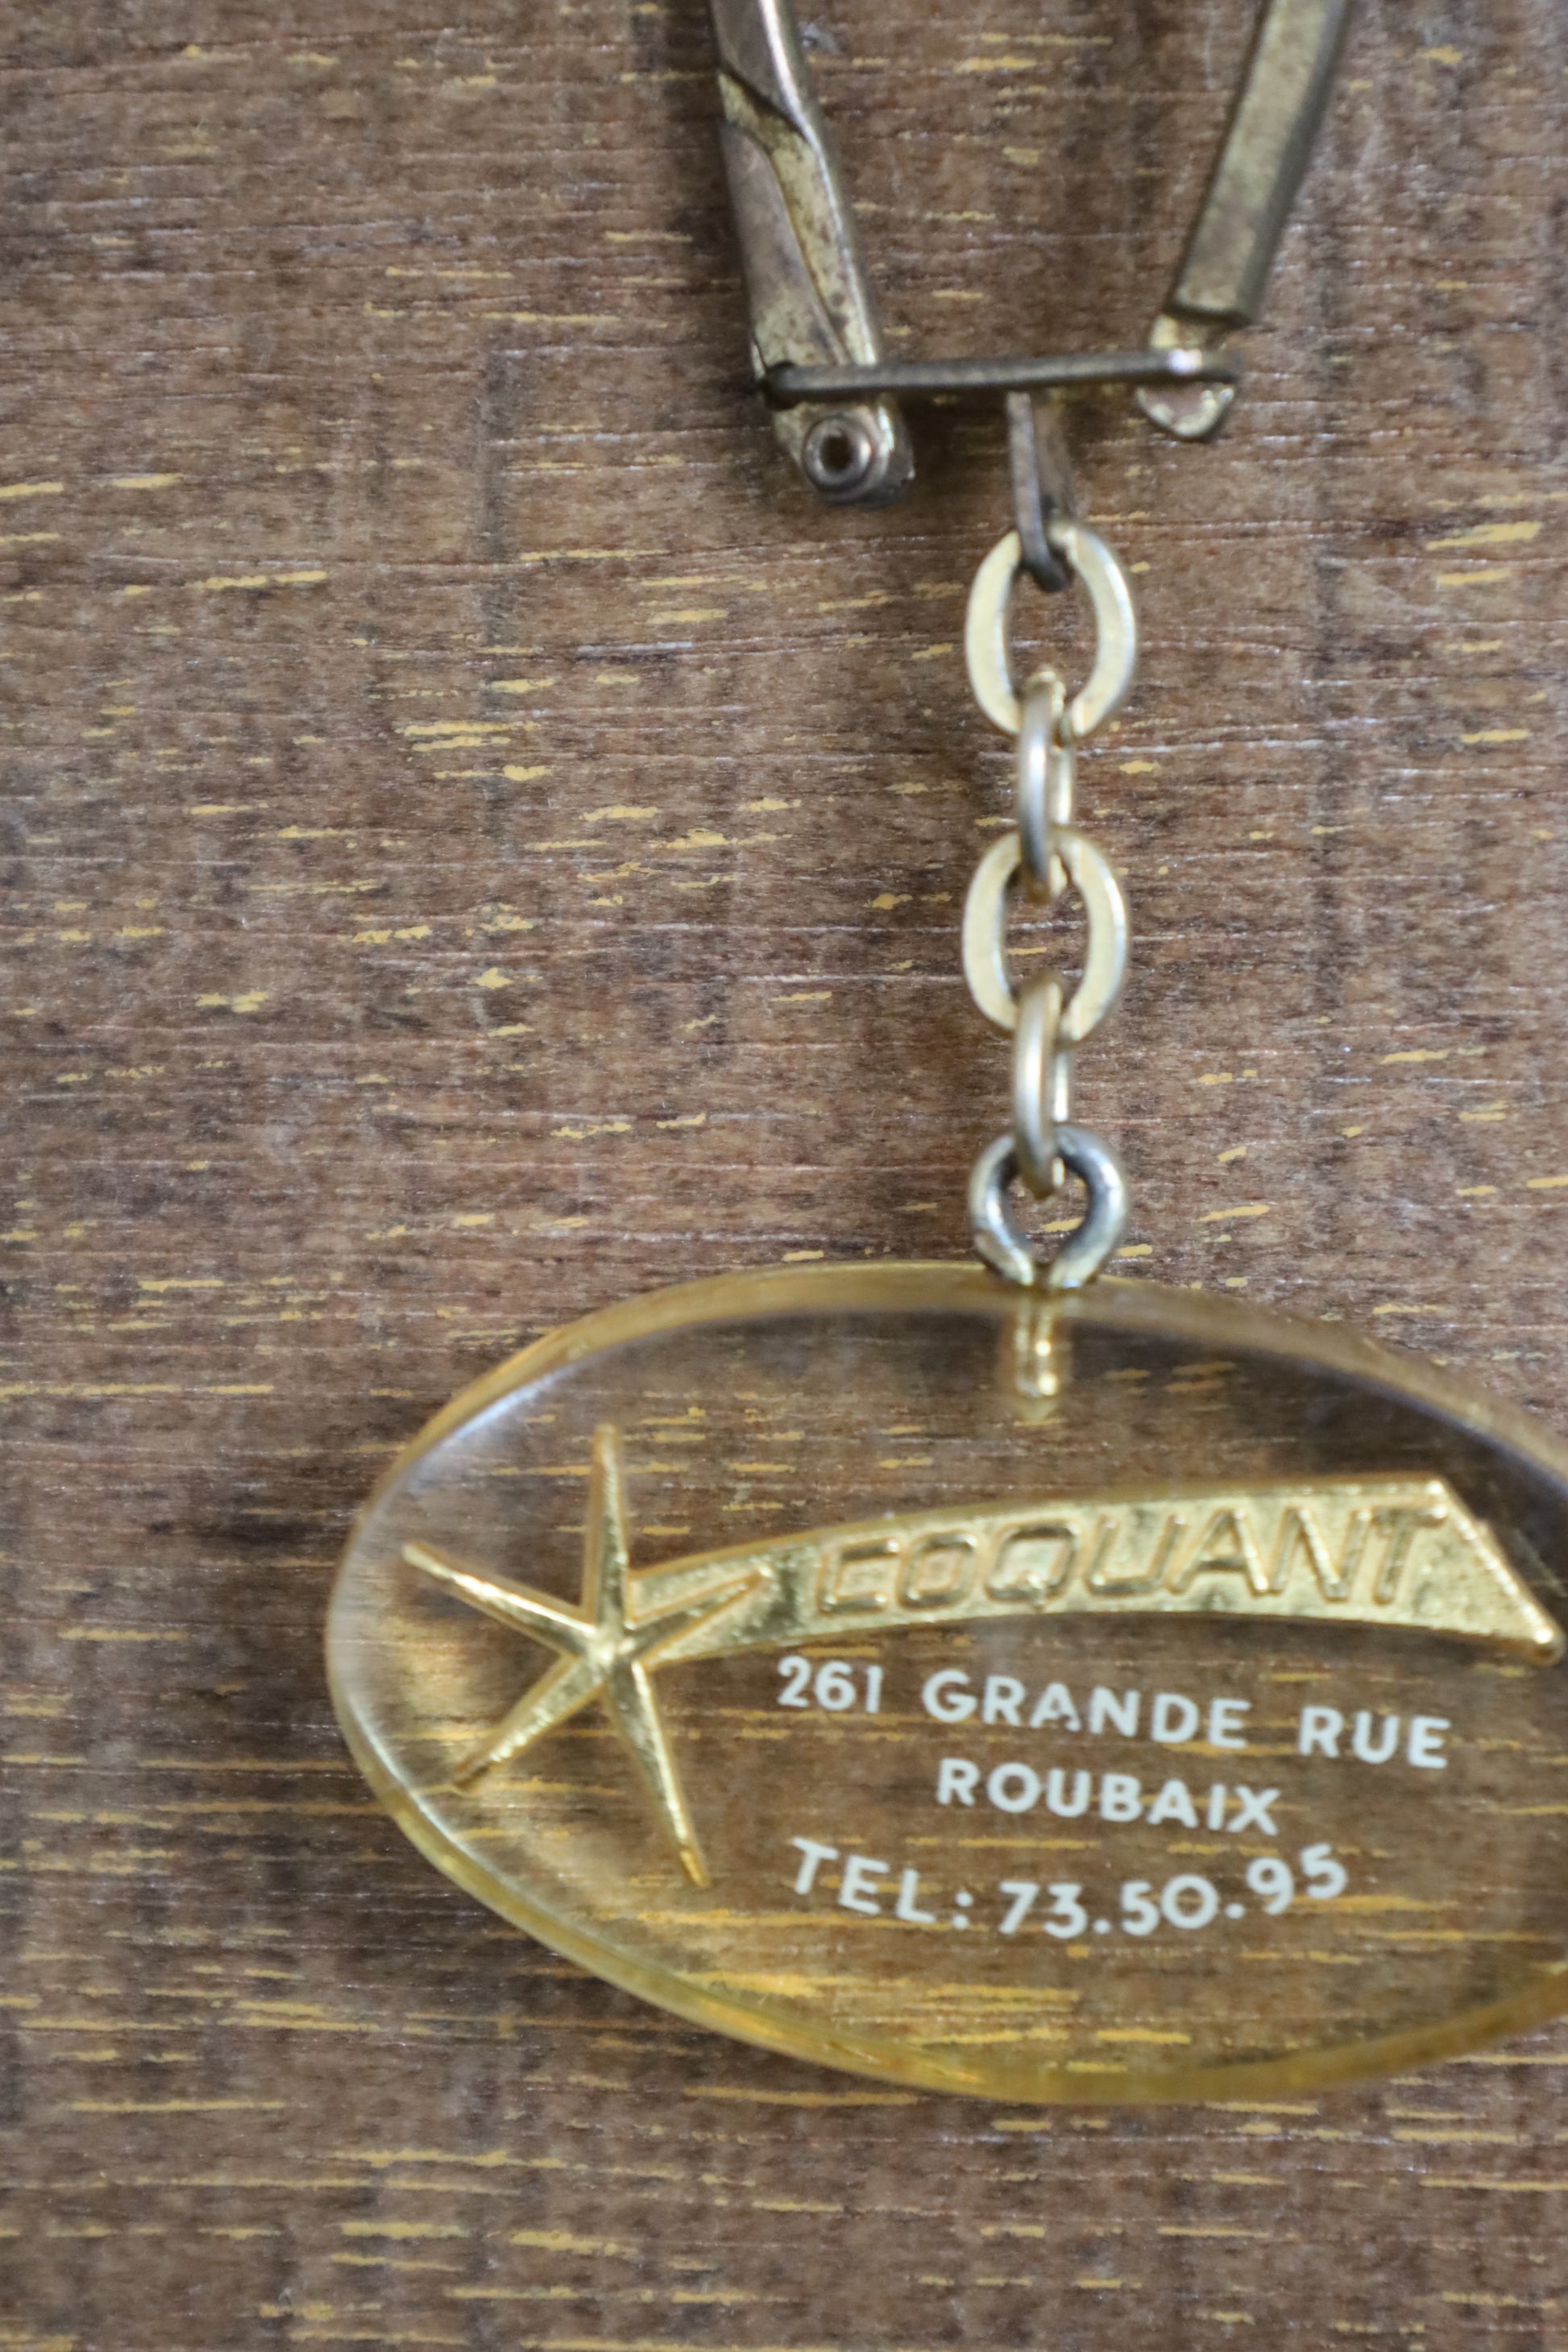 COQUANT
261 GRANDE RUE
ROUBAIX
TEL: 73.50.95